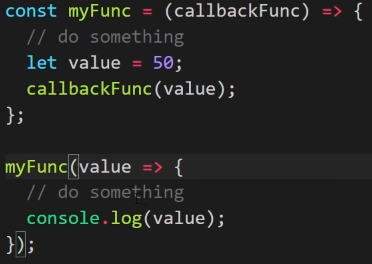 const myFunc = (callbackFunc) => {
  // do something
  let value = 50;
  callbackFunc(value);
};

myFunc(value => {
  // do something
  console.log(value);
});